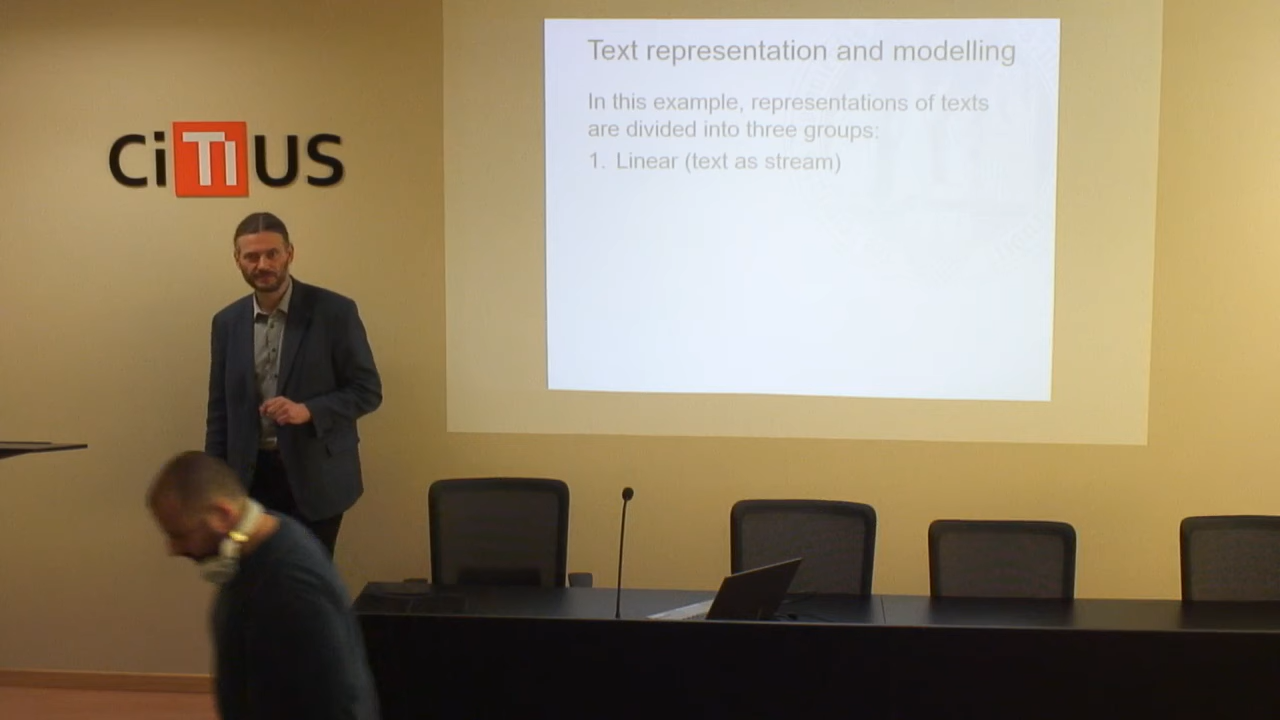 CiTIUS
Text representation and modelling
In this example, representations of texts
are divided into three groups:
1. Linear (text as stream)